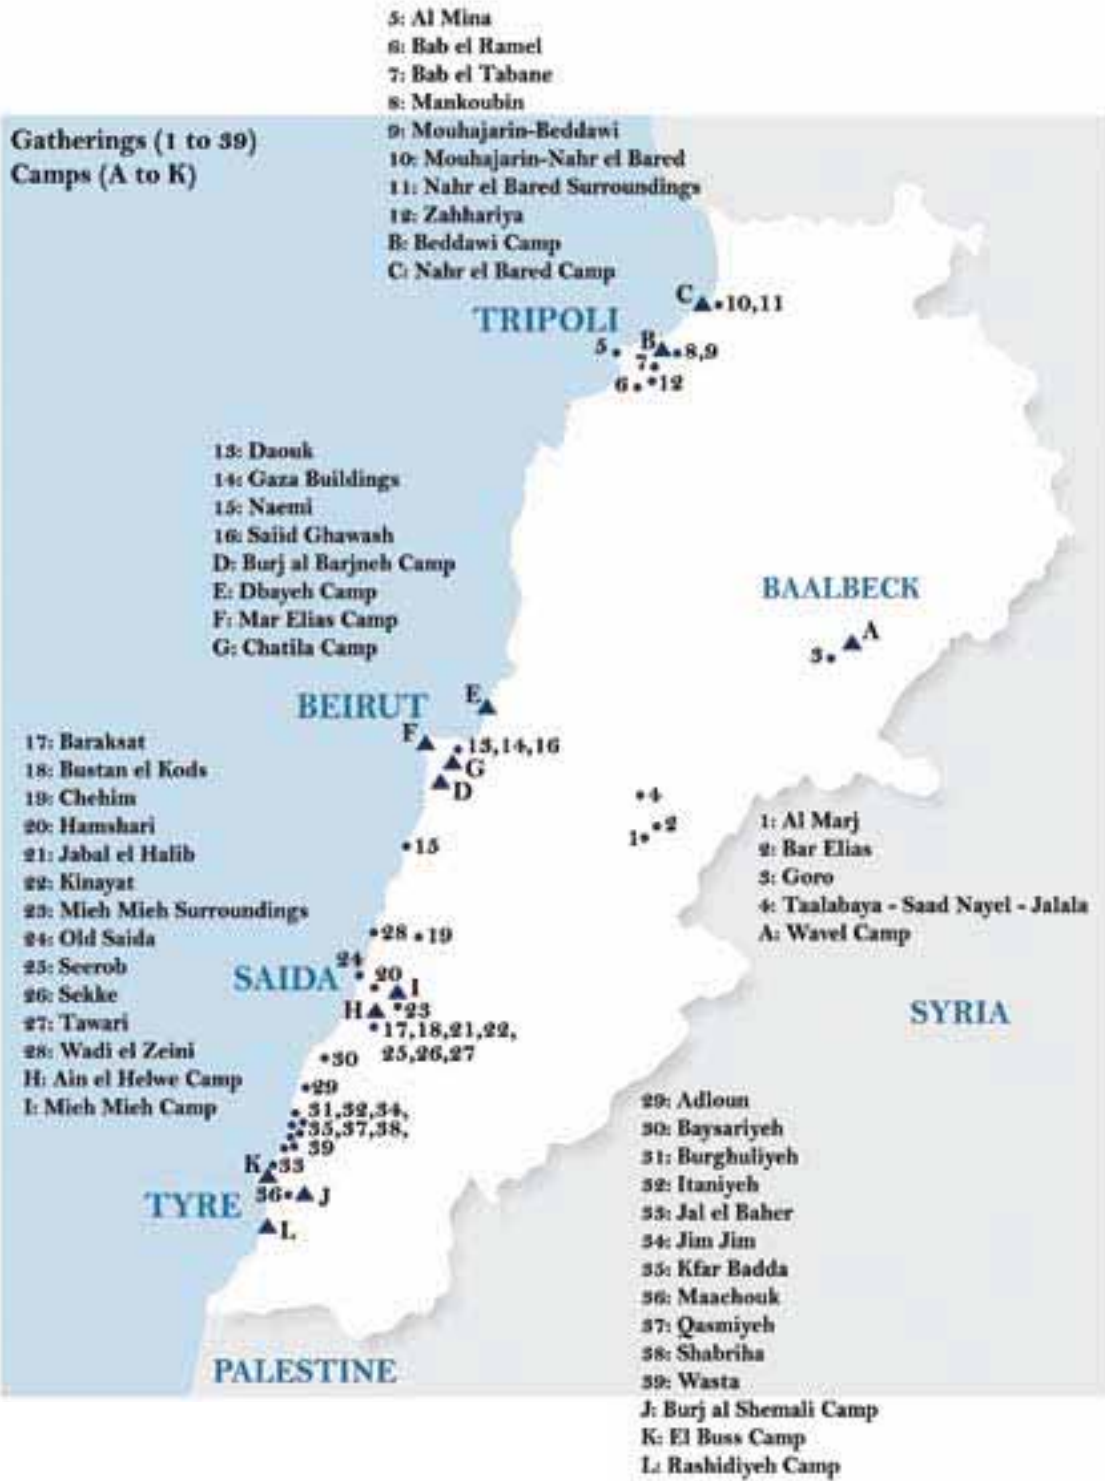 5: Al Mina
6: Bab el Ramel
7: Bab el Tabane
8: Mankoubin
9: Mouhajarin-Beddawi
10: Mouhajarin-Nahr el Bared
11: Nahr el Bared Surroundings
12: Zahhariya
B: Beddawi Camp
C: Nahr el Bared Camp
Gatherings (1 to 39)
Camps (A to K)
C
10,11
TRIPOLI
5
B
8,9
7
6
12
13: Daouk
14: Gaza Buildings
15: Naemi
16: Saiid Ghawash
D: Burj al Barjneh Camp
E: Dbayeh Camp
F: Mar Elias Camp
G: Chatila Camp
BAALBECK
A
3
BEIRUT
E
F
13,14,16
G
D
15
4
2
1
17: Baraksat
18: Bustan el Kods
19: Chehim
20: Hamshari
21: Jabal el Halib
22: Kinayat
23: Mieh Mieh Surroundings
24: Old Saida
25: Seerob
26: Sekke
27: Tawari
28: Wadi el Zeini
H: Ain el Helwe Camp
I: Mieh Mieh Camp
1: Al Marj
2: Bar Elias
3: Goro
4: Taalabaya - Saad Nayel - Jalala
A: Wavel Camp
28
19
24
SAIDA
20
I
H
23
17,18,21,22,
25,26,27
SYRIA
30
29
31,32,34,
35,37,38,
39
K
33
TYRE
36
J
L
29: Adloun
30: Baysariyeh
31: Burghuliyeh
32: Itaniyeh
33: Jal el Baher
34: Jim Jim
35: Kfar Badda
36: Maachouk
37: Qasmiyeh
38: Shabriha
39: Wasta
J: Burj al Shemali Camp
K: El Buss Camp
L: Rashidiyeh Camp
PALESTINE